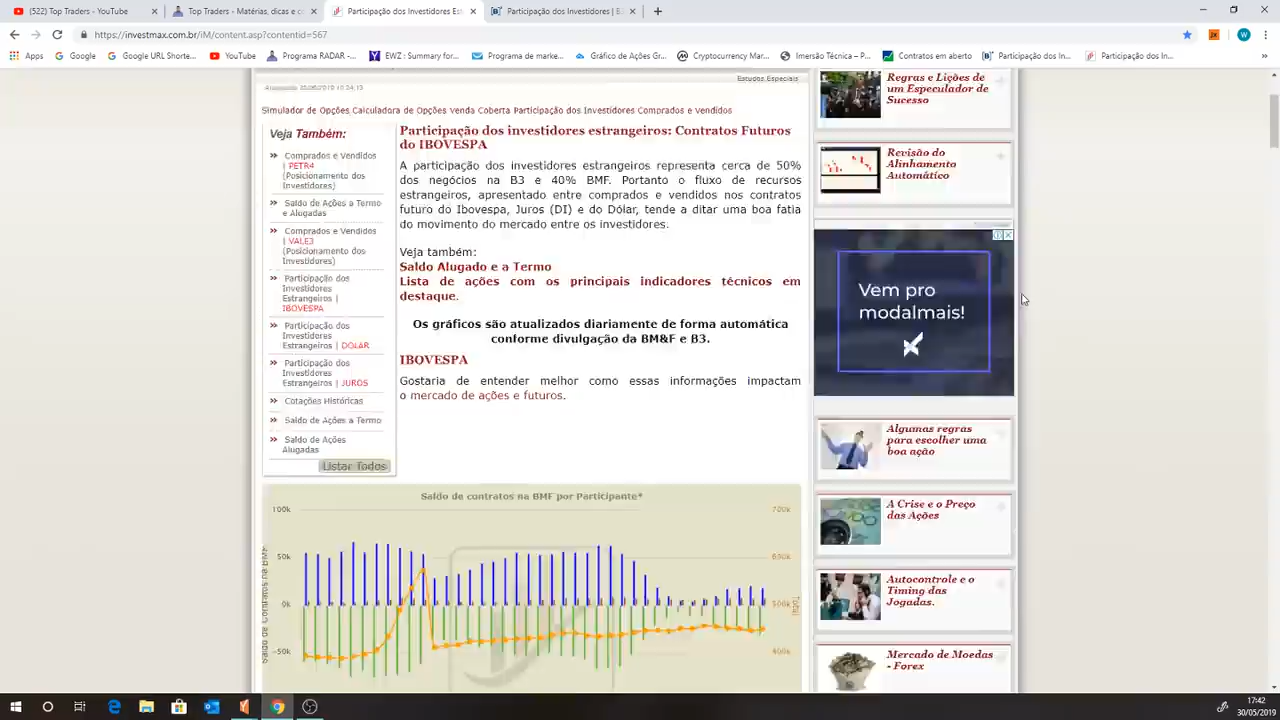 (522) Top Traders - YouTube
Top Traders - Matérias, dicas e co
Participação dos Investidores Est
Participação dos Investidores | B3
https://investmax.com.br/iM/content.asp?contentid=567
W
Apps
Google
Google URL Shorte...
YouTube
Programa RADAR -...
EWZ : Summary for...
Programa de marke...
Gráfico de Ações Gr...
Cryptocurrency Mar...
Imersão Técnica – P...
Contratos em aberto
Participação dos In...
Participação dos In...
»
Estudos Especiais
Simulador de Opções Calculadora de Opções Venda Coberta Participação dos Investidores Comprados e Vendidos
Veja Também:
Comprados e Vendidos
| PETR4
(Posicionamento dos
Investidores)
Saldo de Ações a Termo
e Alugadas
Comprados e Vendidos
| VALE3
(Posicionamento dos
Investidores)
Participação dos
Investidores
Estrangeiros |
IBOVESPA
Participação dos
Investidores
Estrangeiros | DOLAR
Participação dos
Investidores
Estrangeiros | JUROS
Cotações Históricas
Saldo de Ações a Termo
Saldo de Ações
Alugadas
Listar Todos
Participação dos investidores estrangeiros: Contratos Futuros
do IBOVESPA
A participação dos investidores estrangeiros representa cerca de 50%
dos negócios na B3 e 40% BMF. Portanto o fluxo de recursos
estrangeiros, apresentado entre comprados e vendidos nos contratos
futuro do Ibovespa, Juros (DI) e do Dólar, tende a ditar uma boa fatia
do movimento do mercado entre os investidores.
Veja também:
Saldo Alugado e a Termo
Lista de ações com os principais indicadores técnicos em
destaque.
Os gráficos são atualizados diariamente de forma automática
conforme divulgação da BM&F e B3.
IBOVESPA
Gostaria de entender melhor como essas informações impactam
o mercado de ações e futuros.
Saldo de contratos na BMF por Participante*
100k
50k
0k
-50k
Saldo de Contratos na BMF
700k
600k
500k
400k
Total
Regras e Lições de
um Especulador de
Sucesso
Revisão do
Alinhamento
Automático
Vem pro
modalmais!
Algumas regras
para escolher uma
boa ação
A Crise e o Preço
das Ações
Autocontrole e o
Timing das
Jogadas.
Mercado de Moedas
- Forex
17:42
30/05/2019